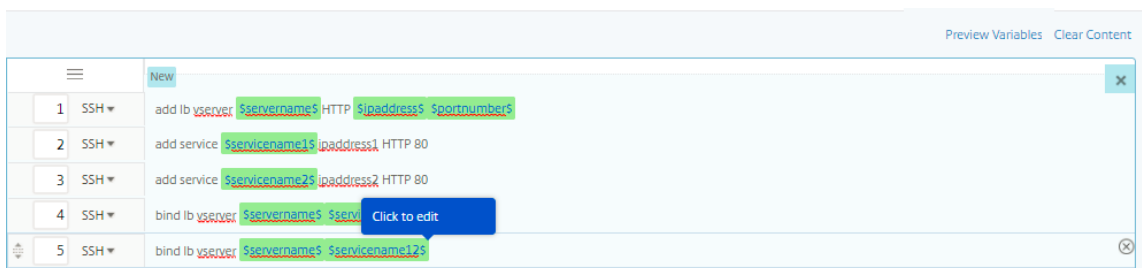 Preview Variables Clear Content
New
1 SSH add lb vserver $servername$ HTTP $ipaddress$ $portnumber$
2 SSH add service $servicename1$ ipaddress1 HTTP 80
3 SSH add service $servicename2$ ipaddress2 HTTP 80
4 SSH bind lb vserver $servername$ Click to edit
5 SSH bind lb vserver $servername$ $servicename12$